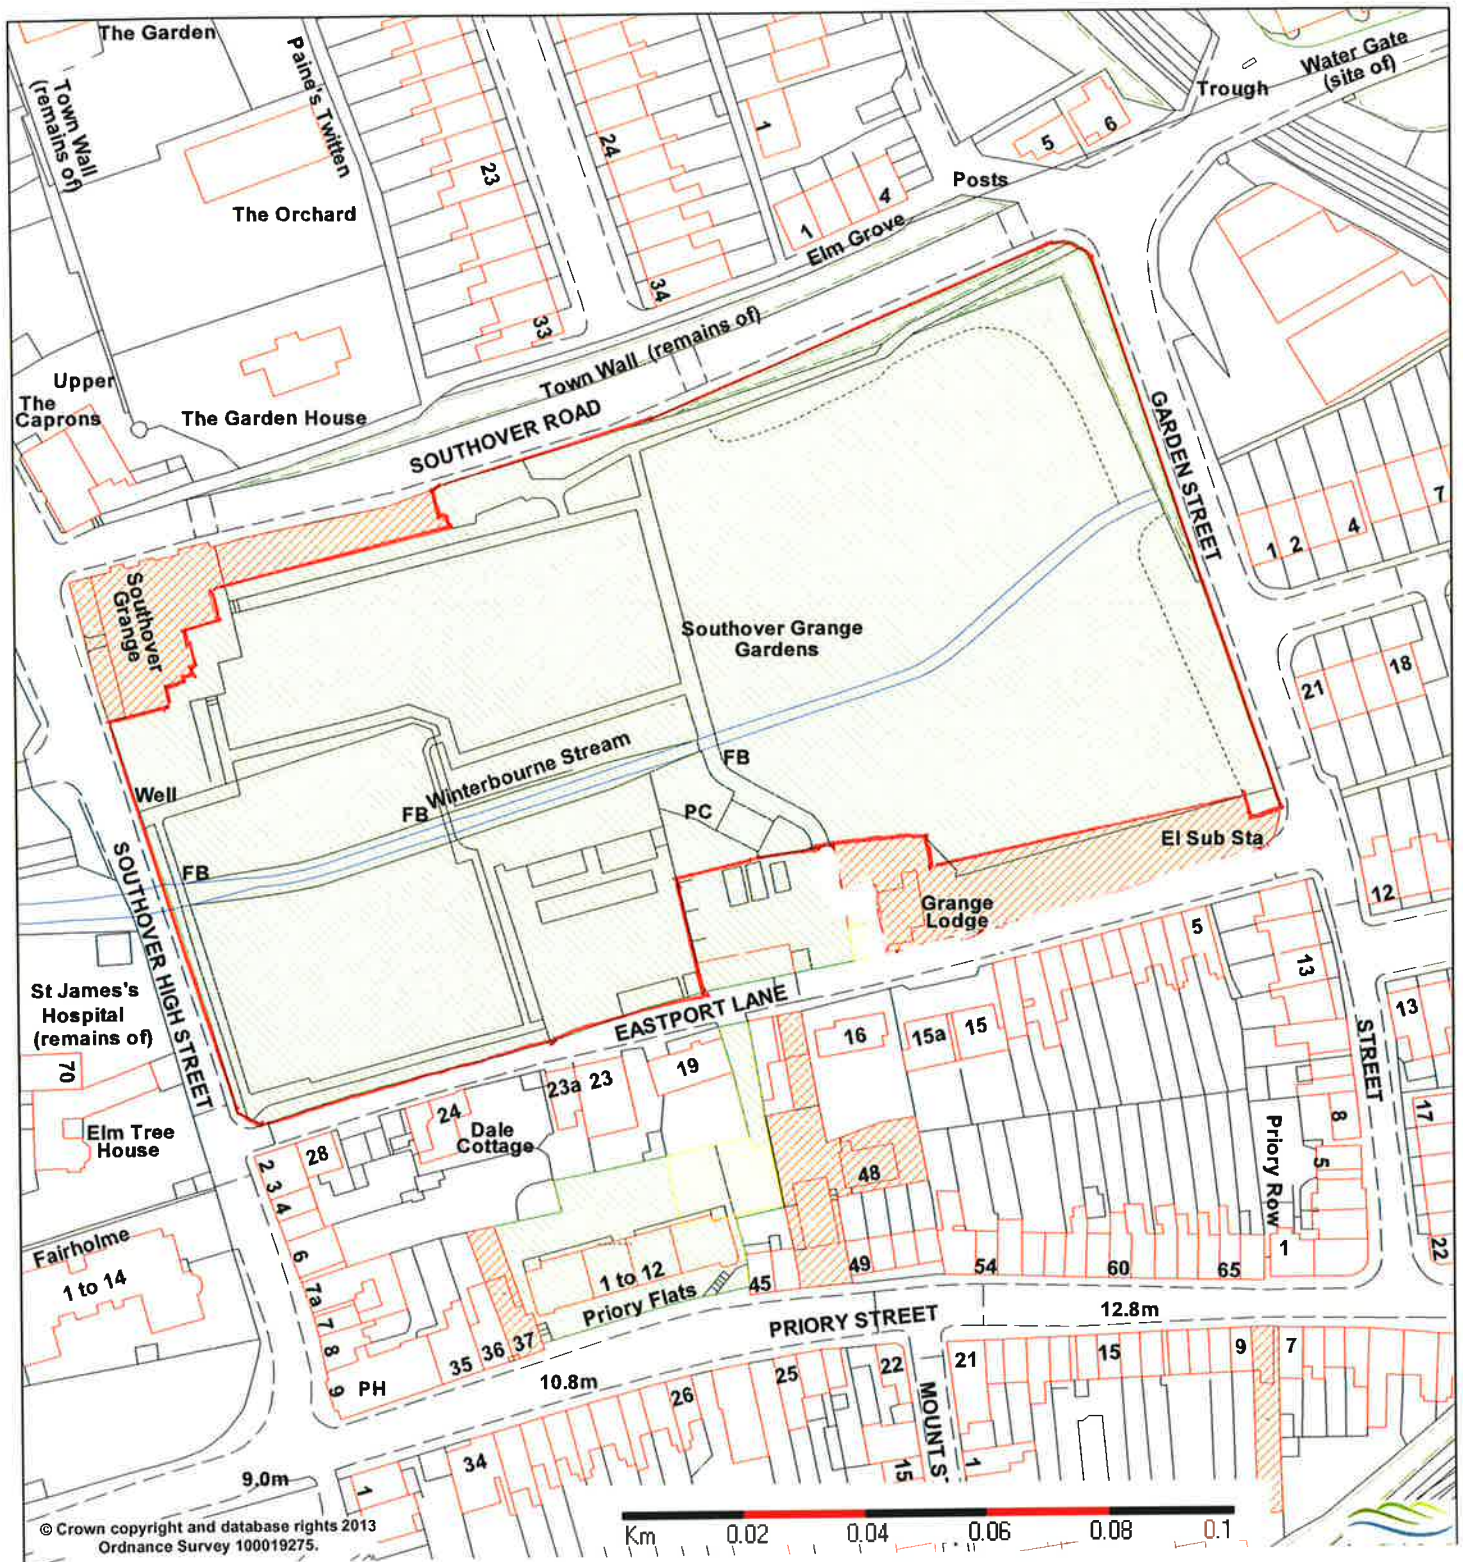 The Garden
Town Wall
(remains of)
Paine's Twitten
The Orchard
23
24
33
34
1
1
4
Elm Grove
Posts
5
6
Trough
Water Gate
(site of)
Upper
The
Caprons
The Garden House
Town Wall (remains of)
SOUTHOVER ROAD
GARDEN STREET
1
2
4
7
Southover
Grange
Southover Grange
Gardens
21
18
Well
Winterbourne Stream
FB
FB
FB
PC
El Sub Sta
12
Grange
Lodge
5
13
13
SOUTHOVER HIGH STREET
St James's
Hospital
(remains of)
70
Elm Tree
House
EASTPORT LANE
16
15a
15
19
23
23a
24
Dale
Cottage
28
2
3
4
6
7a
7
8
9
PH
35
36
37
1 to 12
Priory Flats
45
48
49
54
60
65
Priory Row
1
5
8
STREET
17
22
Fairholme
1 to 14
PRIORY STREET
12.8m
10.8m
9.0m
1
34
26
25
22
21
15
9
7
MOUNT S
15
1
© Crown copyright and database rights 2013
Ordnance Survey 100019275.
Km 0.02 0.04 0.06 0.08 0.1